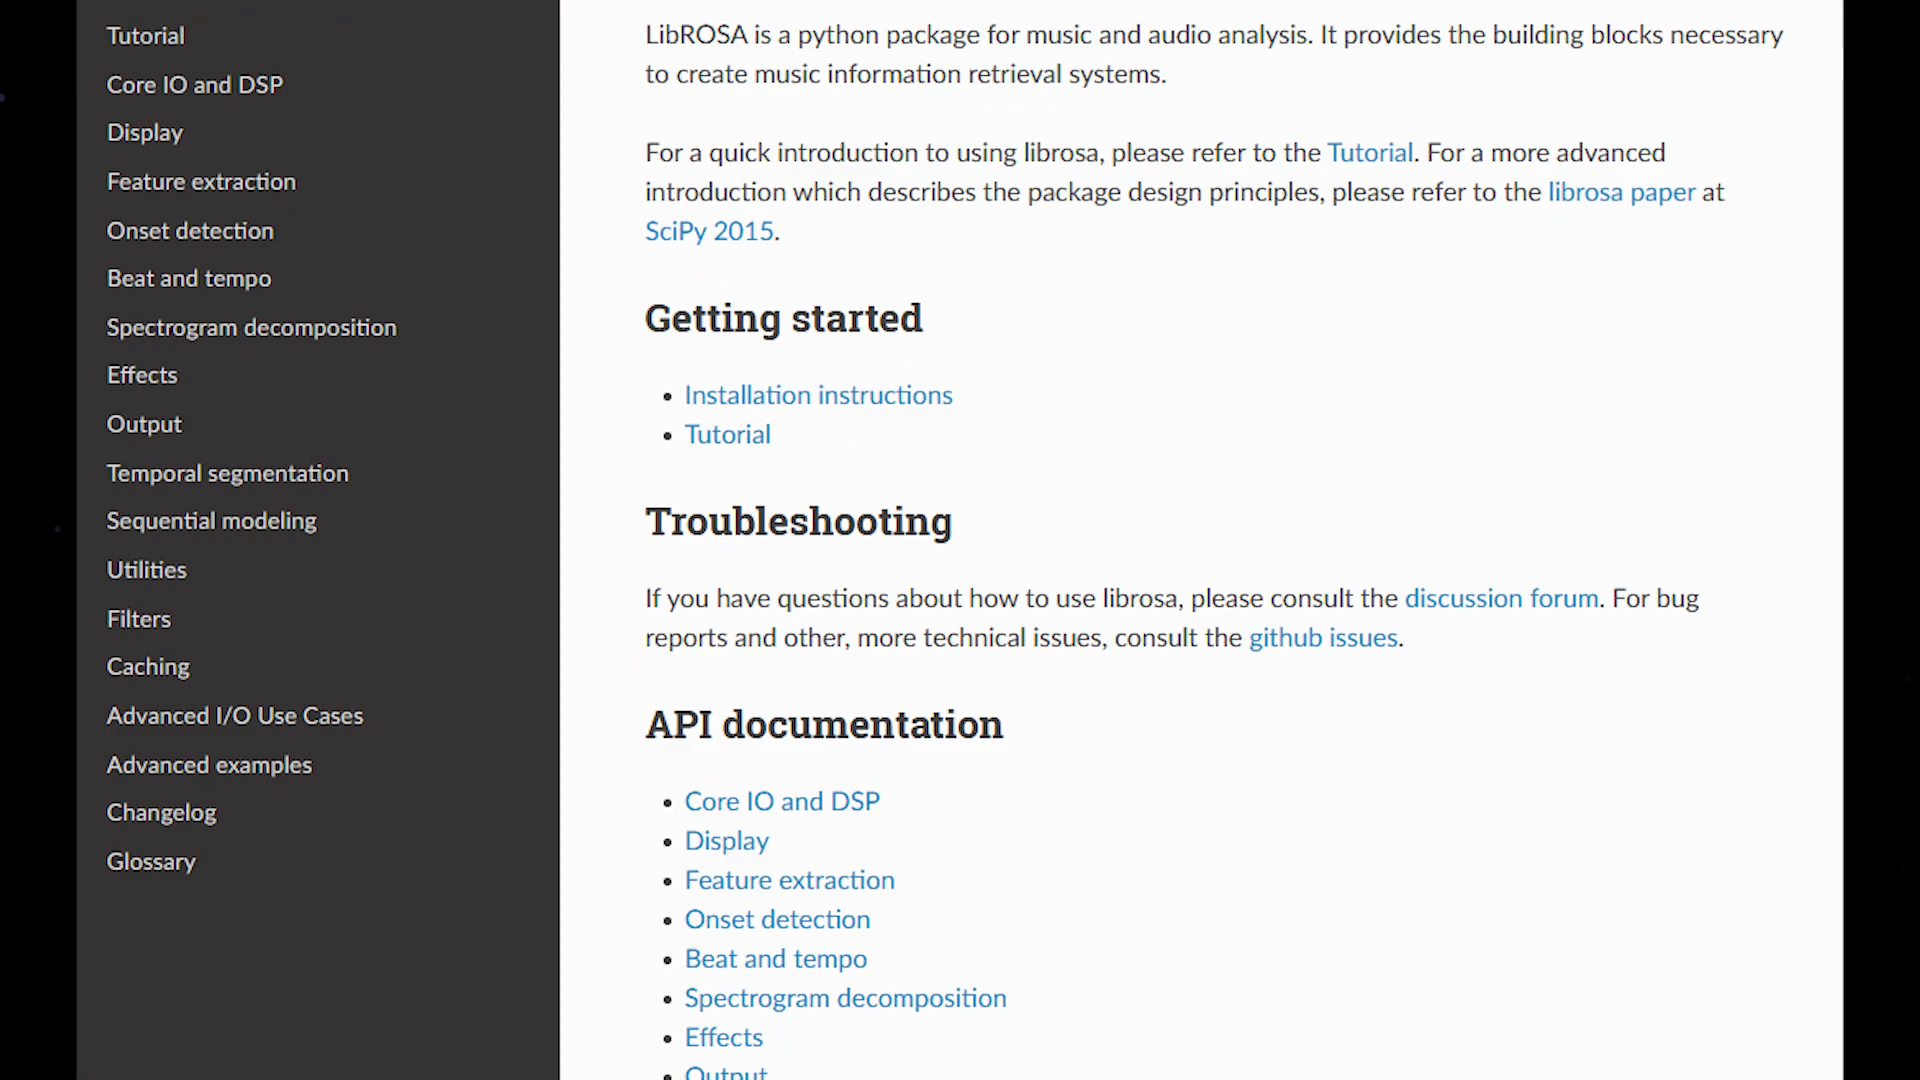 Tutorial
Core IO and DSP
Display
Feature extraction
Onset detection
Beat and tempo
Spectrogram decomposition
Effects
Output
Temporal segmentation
Sequential modeling
Utilities
Filters
Caching
Advanced I/O Use Cases
Advanced examples
Changelog
Glossary
LibROSA is a python package for music and audio analysis. It provides the building blocks necessary
to create music information retrieval systems.
For a quick introduction to using librosa, please refer to the Tutorial. For a more advanced
introduction which describes the package design principles, please refer to the librosa paper at
SciPy 2015.
Getting started
• Installation instructions
• Tutorial
Troubleshooting
If you have questions about how to use librosa, please consult the discussion forum. For bug
reports and other, more technical issues, consult the github issues.
API documentation
• Core IO and DSP
• Display
• Feature extraction
• Onset detection
• Beat and tempo
• Spectrogram decomposition
• Effects
• Output